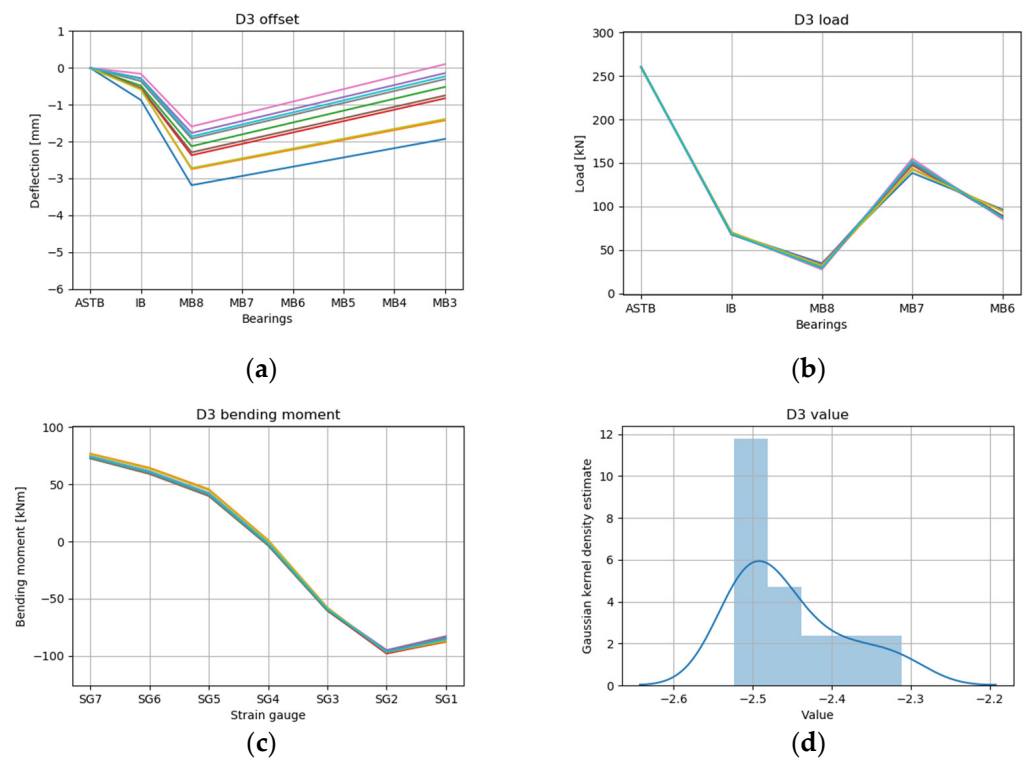 D3 offset
1
0
−1
−2
−3
−4
−5
−6
Deflection [mm]
ASTB IB MB8 MB7 MB6 MB5 MB4 MB3
Bearings
(a)
D3 load
300
250
200
150
100
50
0
Load [kN]
ASTB IB MB8 MB7 MB6
Bearings
(b)
D3 bending moment
100
50
0
−50
−100
Bending moment [kNm]
SG7 SG6 SG5 SG4 SG3 SG2 SG1
Strain gauge
(c)
D3 value
12
10
8
6
4
2
0
Gaussian kernel density estimate
−2.6 −2.5 −2.4 −2.3 −2.2
Value
(d)